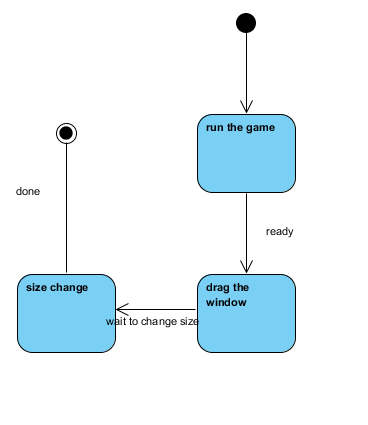 run the game
done
ready
size change
drag the
window
wait to change size